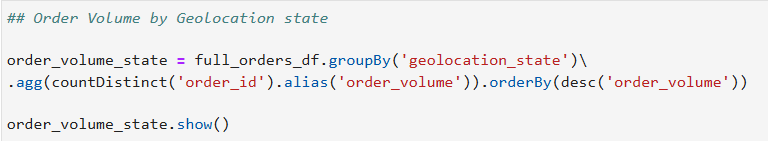 ## Order Volume by Geolocation state
order_volume_state = full_orders_df.groupBy('geolocation_state')\
.agg(countDistinct('order_id').alias('order_volume')).orderBy(desc('order_volume'))
order_volume_state.show()